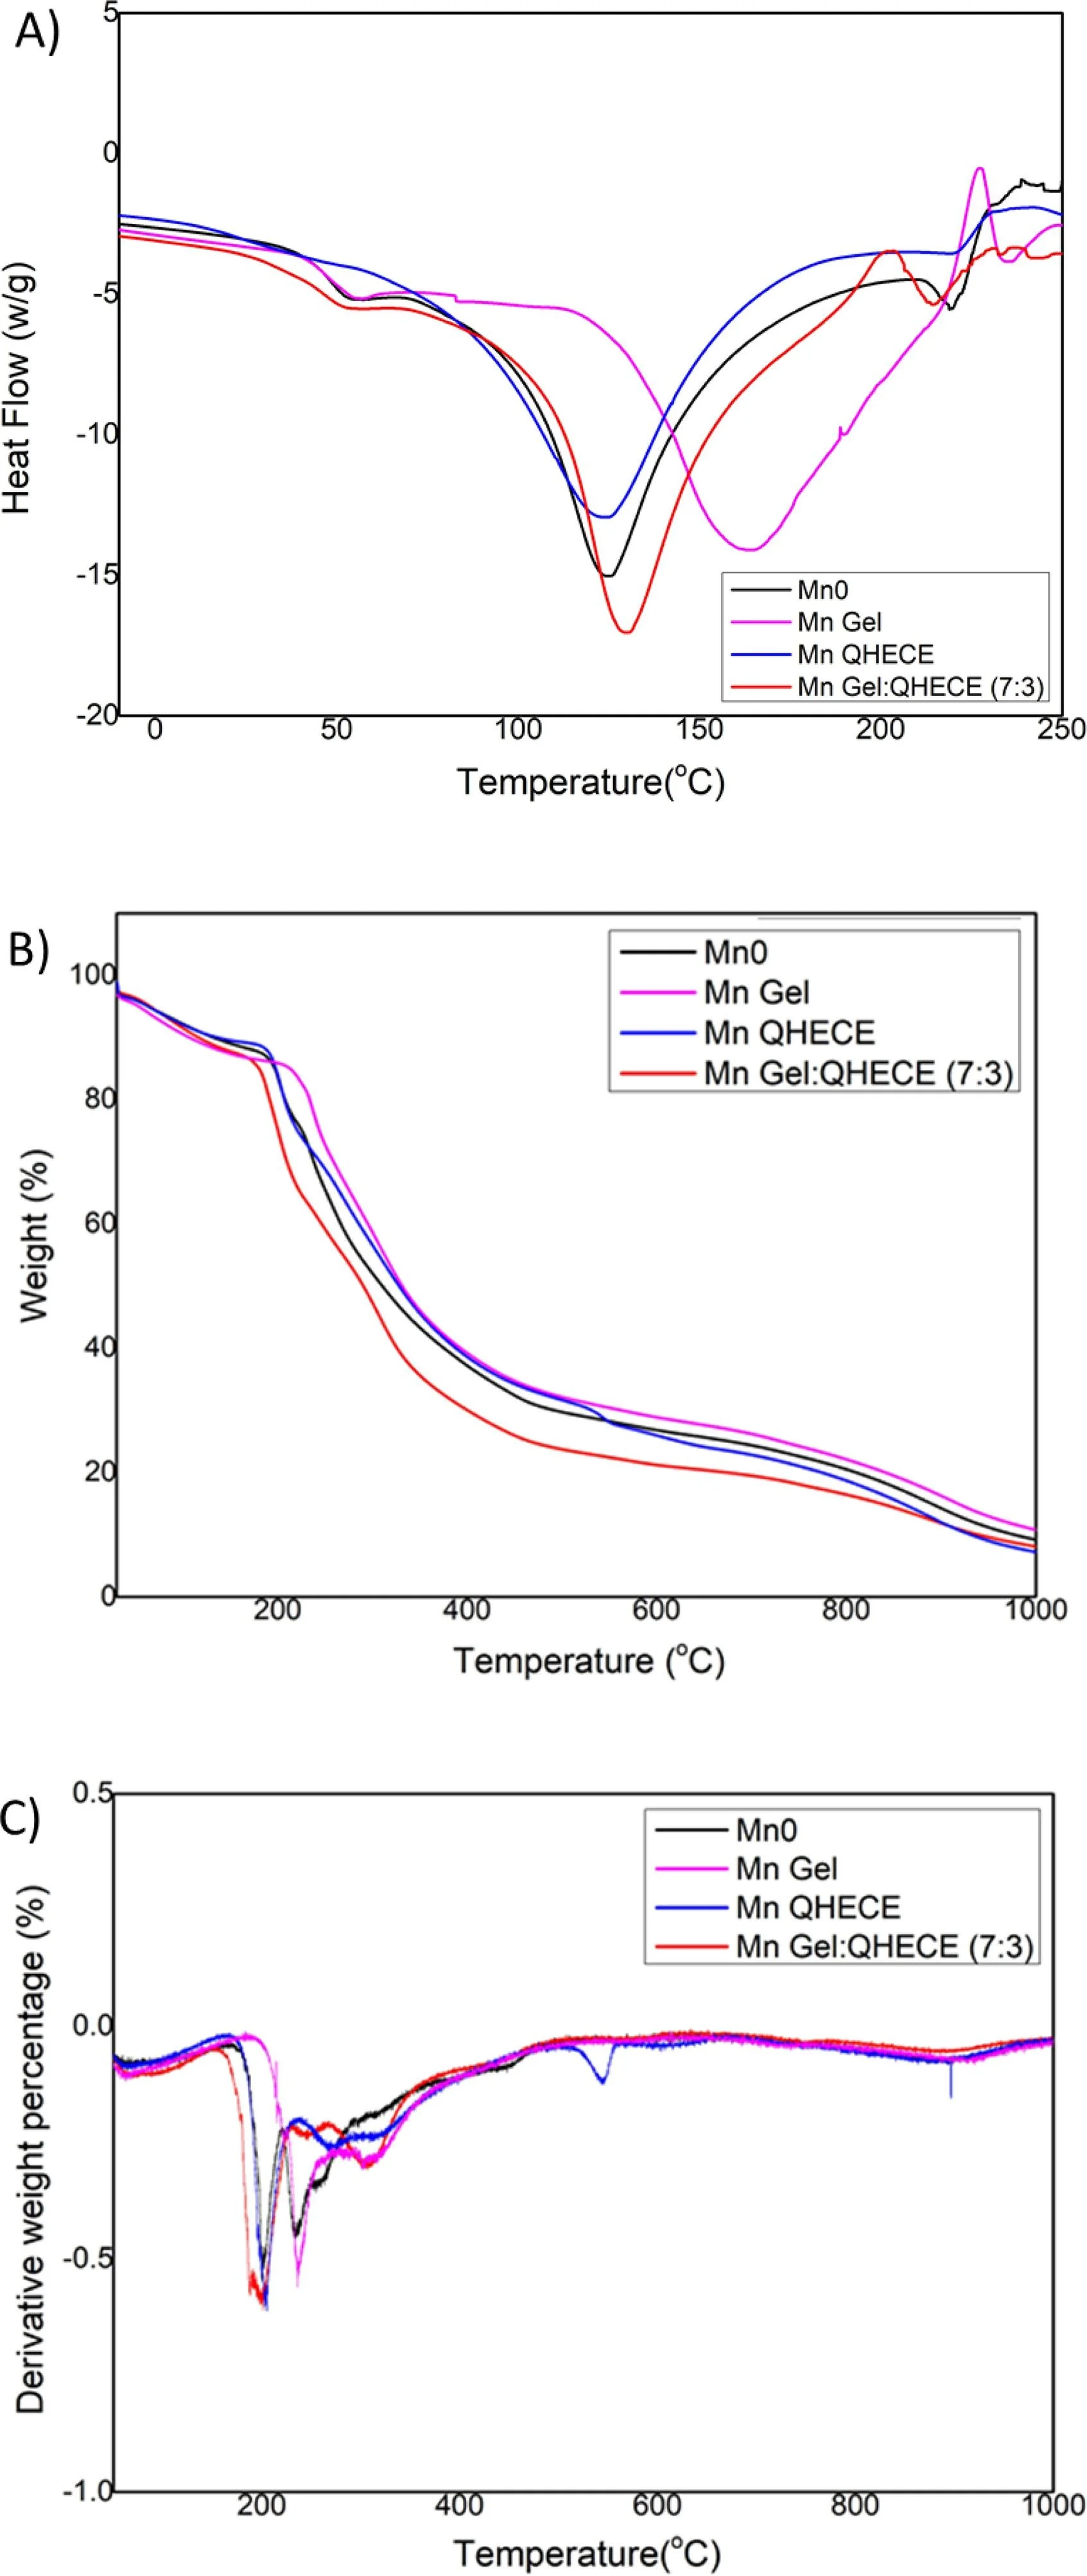 A)
5
0
-5
-10
-15
-20
Heat Flow (w/g)
Mn0
Mn Gel
Mn QHECE
Mn Gel:QHECE (7:3)
0 50 100 150 200 250
Temperature(°C)
B)
100
80
60
40
20
0
Weight (%)
Mn0
Mn Gel
Mn QHECE
Mn Gel:QHECE (7:3)
200 400 600 800 1000
Temperature (°C)
C)
0.5
0.0
-0.5
-1.0
Derivative weight percentage (%)
Mn0
Mn Gel
Mn QHECE
Mn Gel:QHECE (7:3)
200 400 600 800 1000
Temperature(°C)